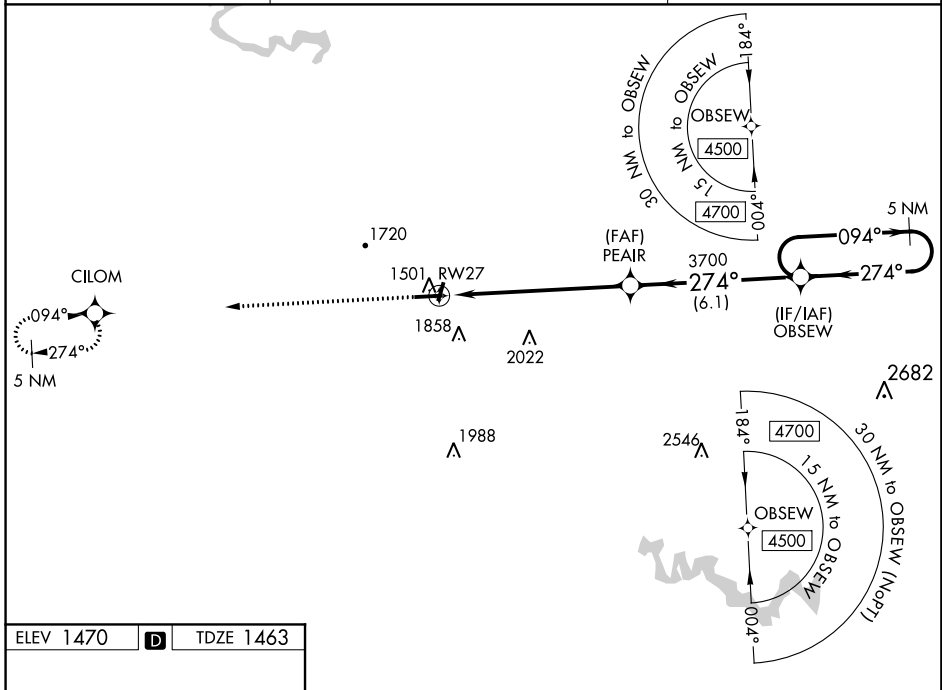 184°
30 NM to OBSEW
15 NM to OBSEW
OBSEW
4500
4700
004°
5 NM
094°
274°
1720
(FAF)
PEAIR
3700
274°
(6.1)
(IF/IAF)
OBSEW
CILOM
1501
RW27
094°
274°
5 NM
1858
2022
2682
1988
2546
184°
4700
30 NM to OBSEW (NoPT)
15 NM to OBSEW
OBSEW
4500
004°
ELEV 1470 D TDZE 1463